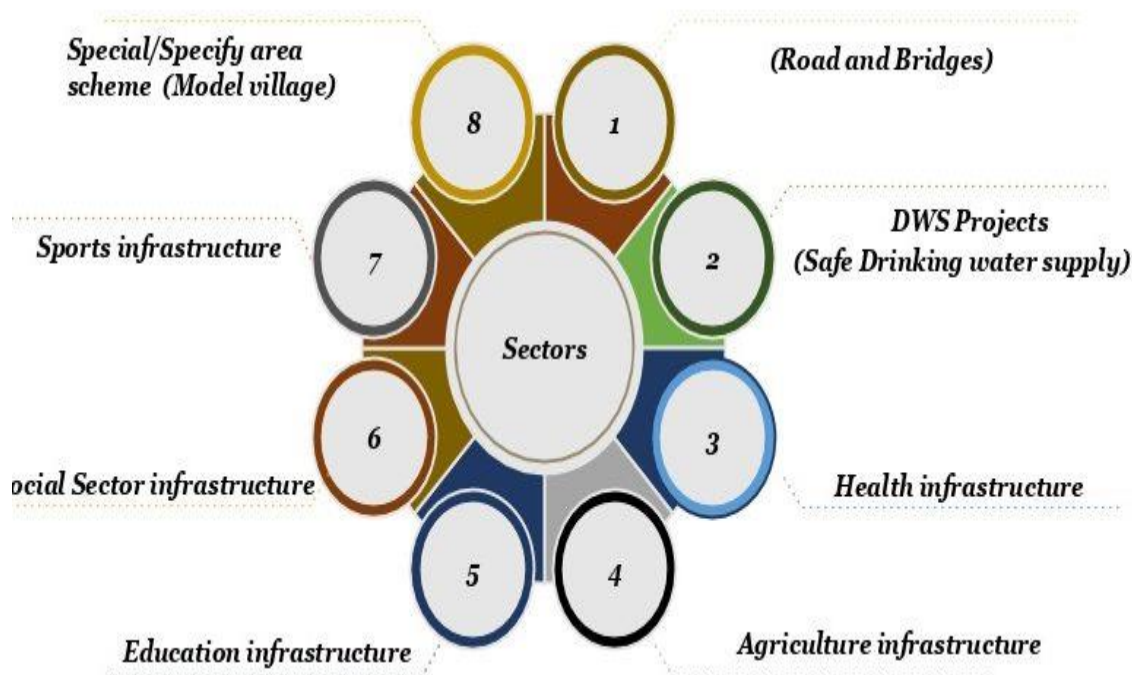 Special/Specify area
scheme (Model village)
(Road and Bridges)
8
1
Sports infrastructure
7
2
DWS Projects
(Safe Drinking water supply)
Sectors
6
3
ocial Sector infrastructure
Health infrastructure
5
4
Education infrastructure
Agriculture infrastructure